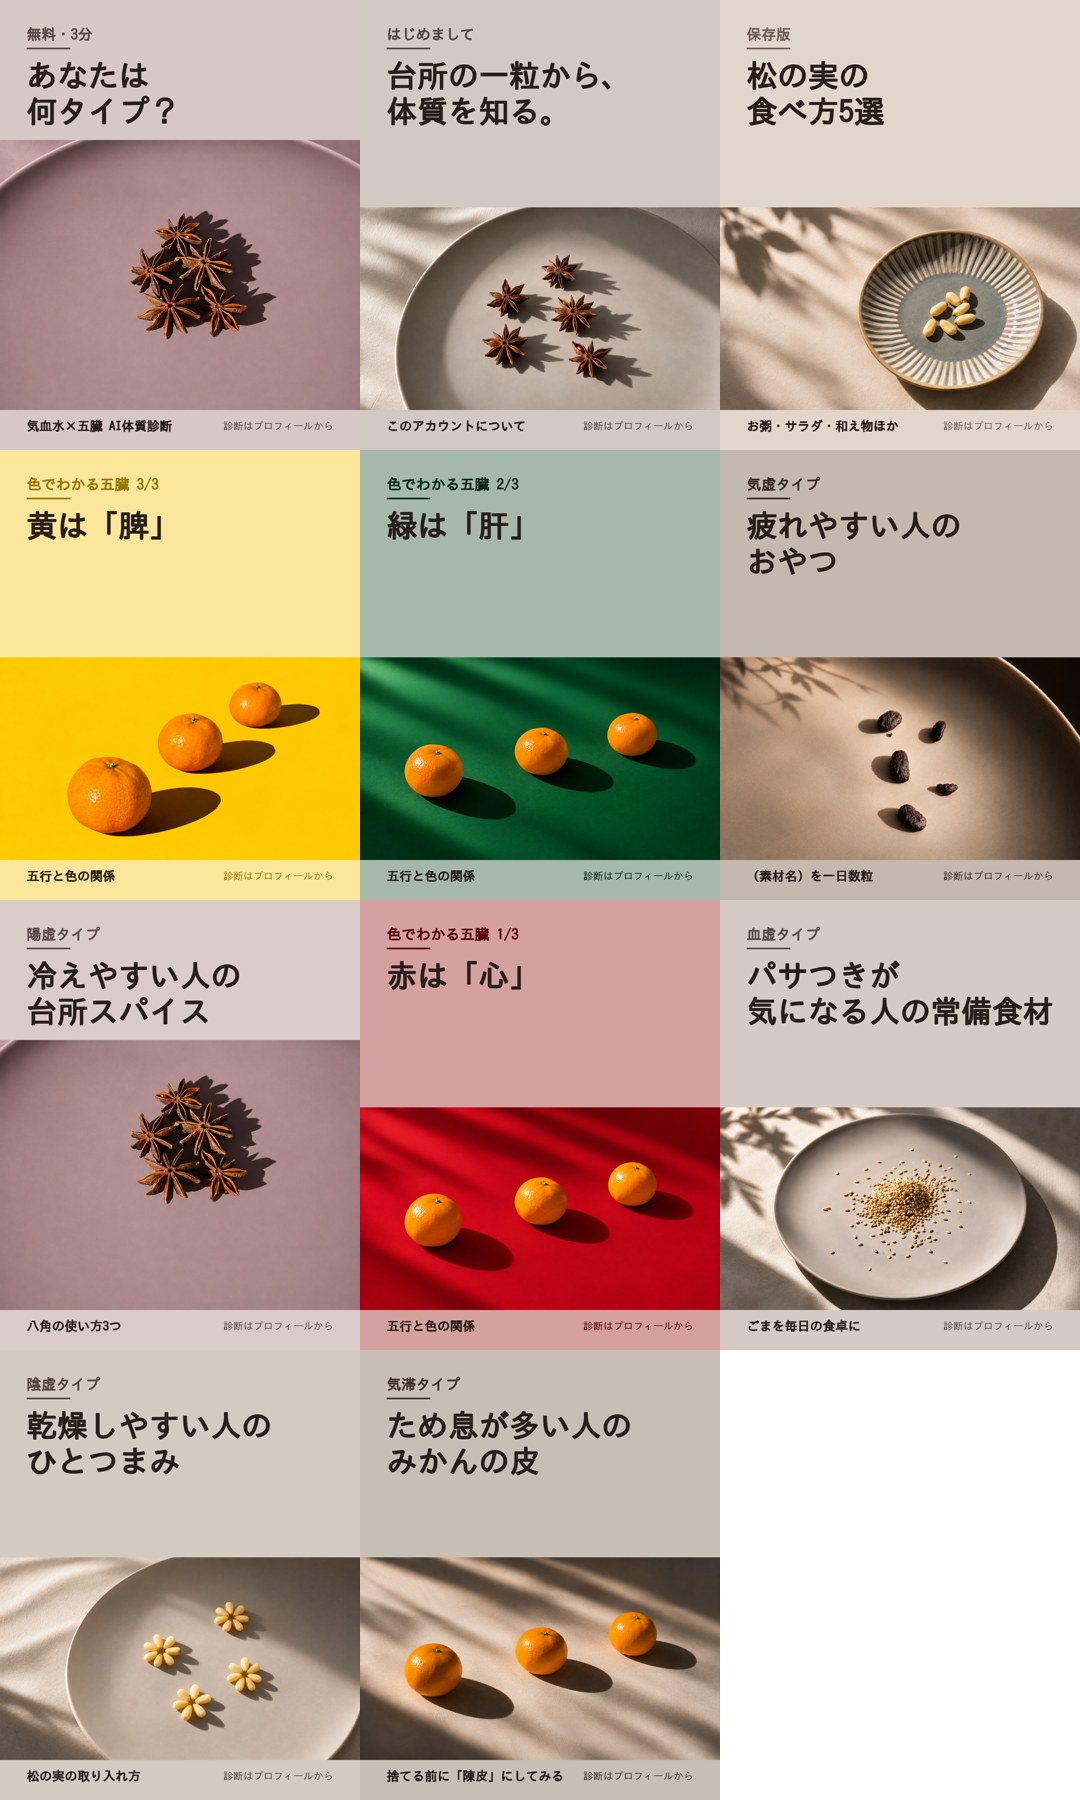 無料・3分
あなたは
何タイプ？
気血水×五臓 AI体質診断
診断はプロフィールから
はじめまして
台所の一粒から、
体質を知る。
このアカウントについて
診断はプロフィールから
保存版
松の実の
食べ方5選
お粥・サラダ・和え物ほか
診断はプロフィールから
色でわかる五臓 3/3
黄は「脾」
五行と色の関係
診断はプロフィールから
色でわかる五臓 2/3
緑は「肝」
五行と色の関係
診断はプロフィールから
気虚タイプ
疲れやすい人の
おやつ
（素材名）を一日数粒
診断はプロフィールから
陽虚タイプ
冷えやすい人の
台所スパイス
八角の使い方3つ
診断はプロフィールから
色でわかる五臓 1/3
赤は「心」
五行と色の関係
診断はプロフィールから
血虚タイプ
パサつきが
気になる人の常備食材
ごまを毎日の食卓に
診断はプロフィールから
陰虚タイプ
乾燥しやすい人の
ひとつまみ
松の実の取り入れ方
診断はプロフィールから
気滞タイプ
ため息が多い人の
みかんの皮
捨てる前に「陳皮」にしてみる
診断はプロフィールから